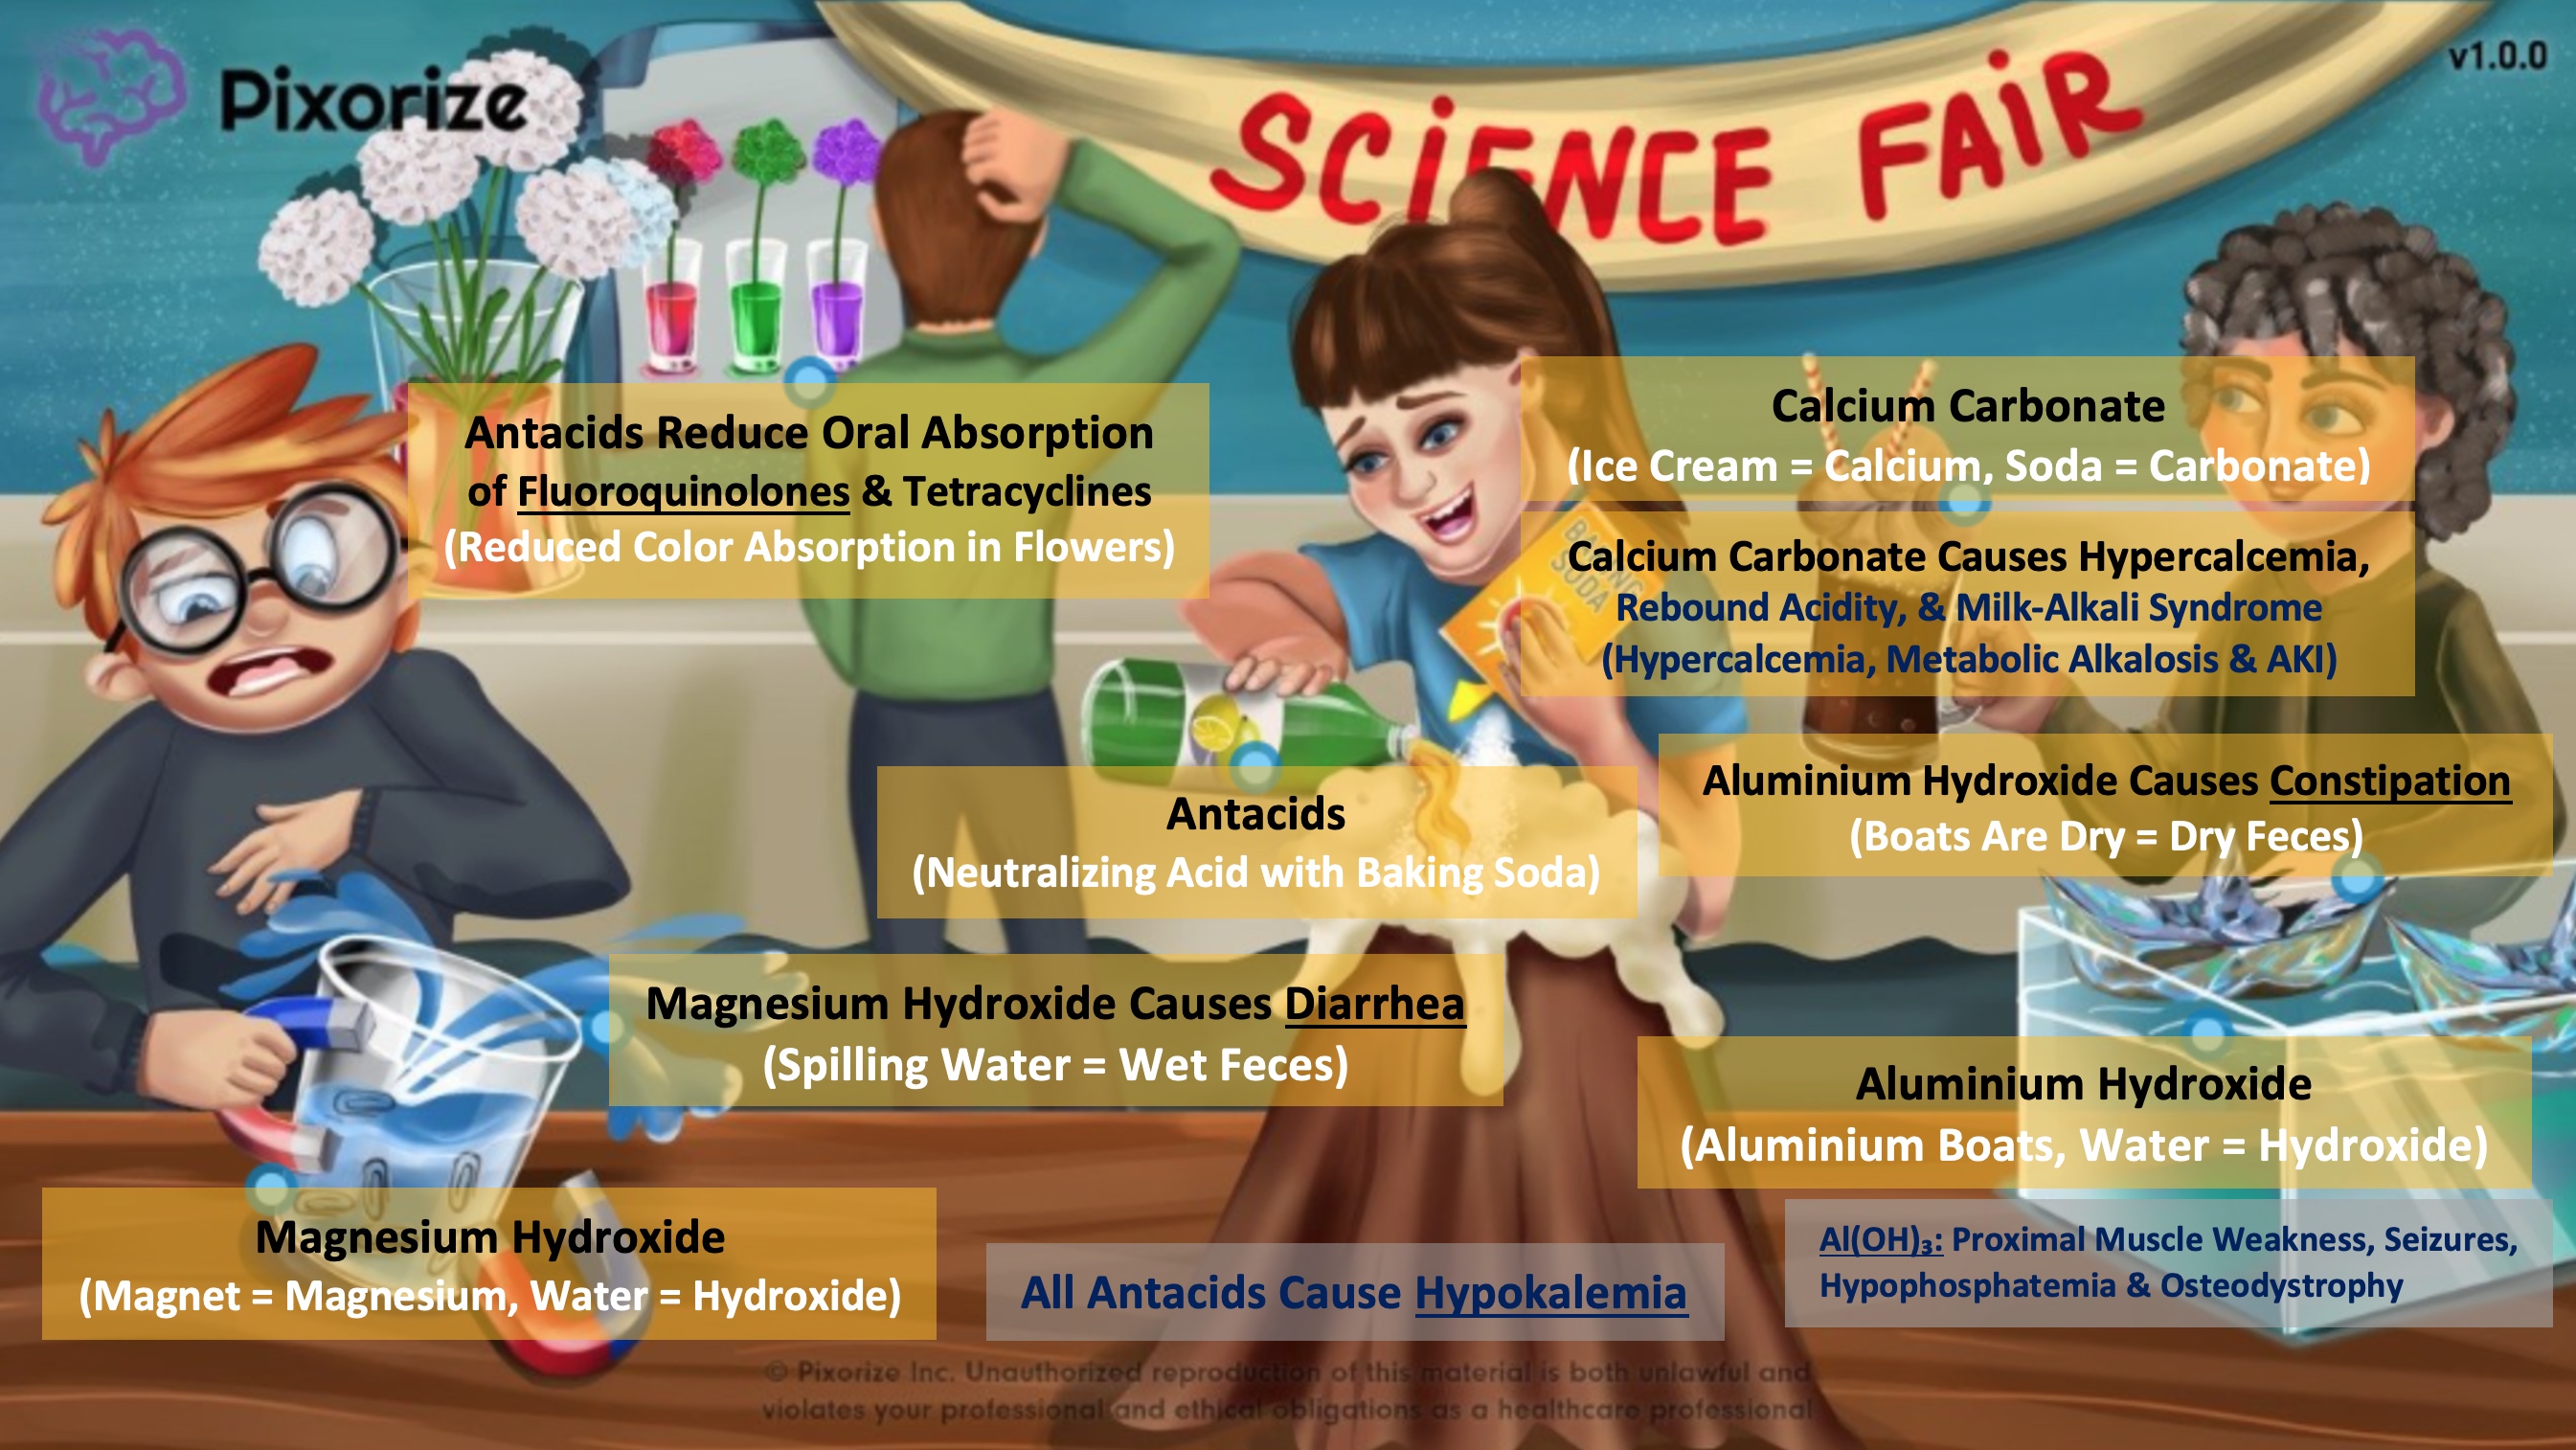 Pixorize
v1.0.0
SCiENCE FAiR
Antacids Reduce Oral Absorption
of Fluoroquinolones & Tetracyclines
(Reduced Color Absorption in Flowers)
Calcium Carbonate
(Ice Cream = Calcium, Soda = Carbonate)
BAKING
SODA
Calcium Carbonate Causes Hypercalcemia,
Rebound Acidity, & Milk-Alkali Syndrome
(Hypercalcemia, Metabolic Alkalosis & AKI)
Aluminium Hydroxide Causes Constipation
(Boats Are Dry = Dry Feces)
Antacids
(Neutralizing Acid with Baking Soda)
Magnesium Hydroxide Causes Diarrhea
(Spilling Water = Wet Feces)
Aluminium Hydroxide
(Aluminium Boats, Water = Hydroxide)
Magnesium Hydroxide
(Magnet = Magnesium, Water = Hydroxide)
All Antacids Cause Hypokalemia
Al(OH)₃: Proximal Muscle Weakness, Seizures,
Hypophosphatemia & Osteodystrophy
© Pixorize Inc. Unauthorized reproduction of this material is both unlawful and
violates your professional and ethical obligations as a healthcare professional